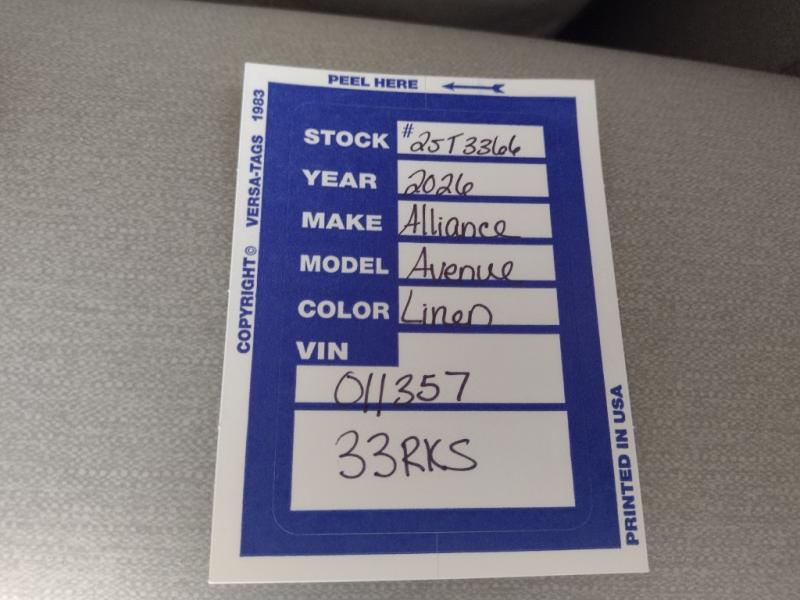 PEEL HERE
COPYRIGHT© VERSA-TAGS 1983
STOCK #25T3366
YEAR 2026
MAKE Alliance
MODEL Avenue
COLOR Linen
VIN
011357
33RKS
PRINTED IN USA